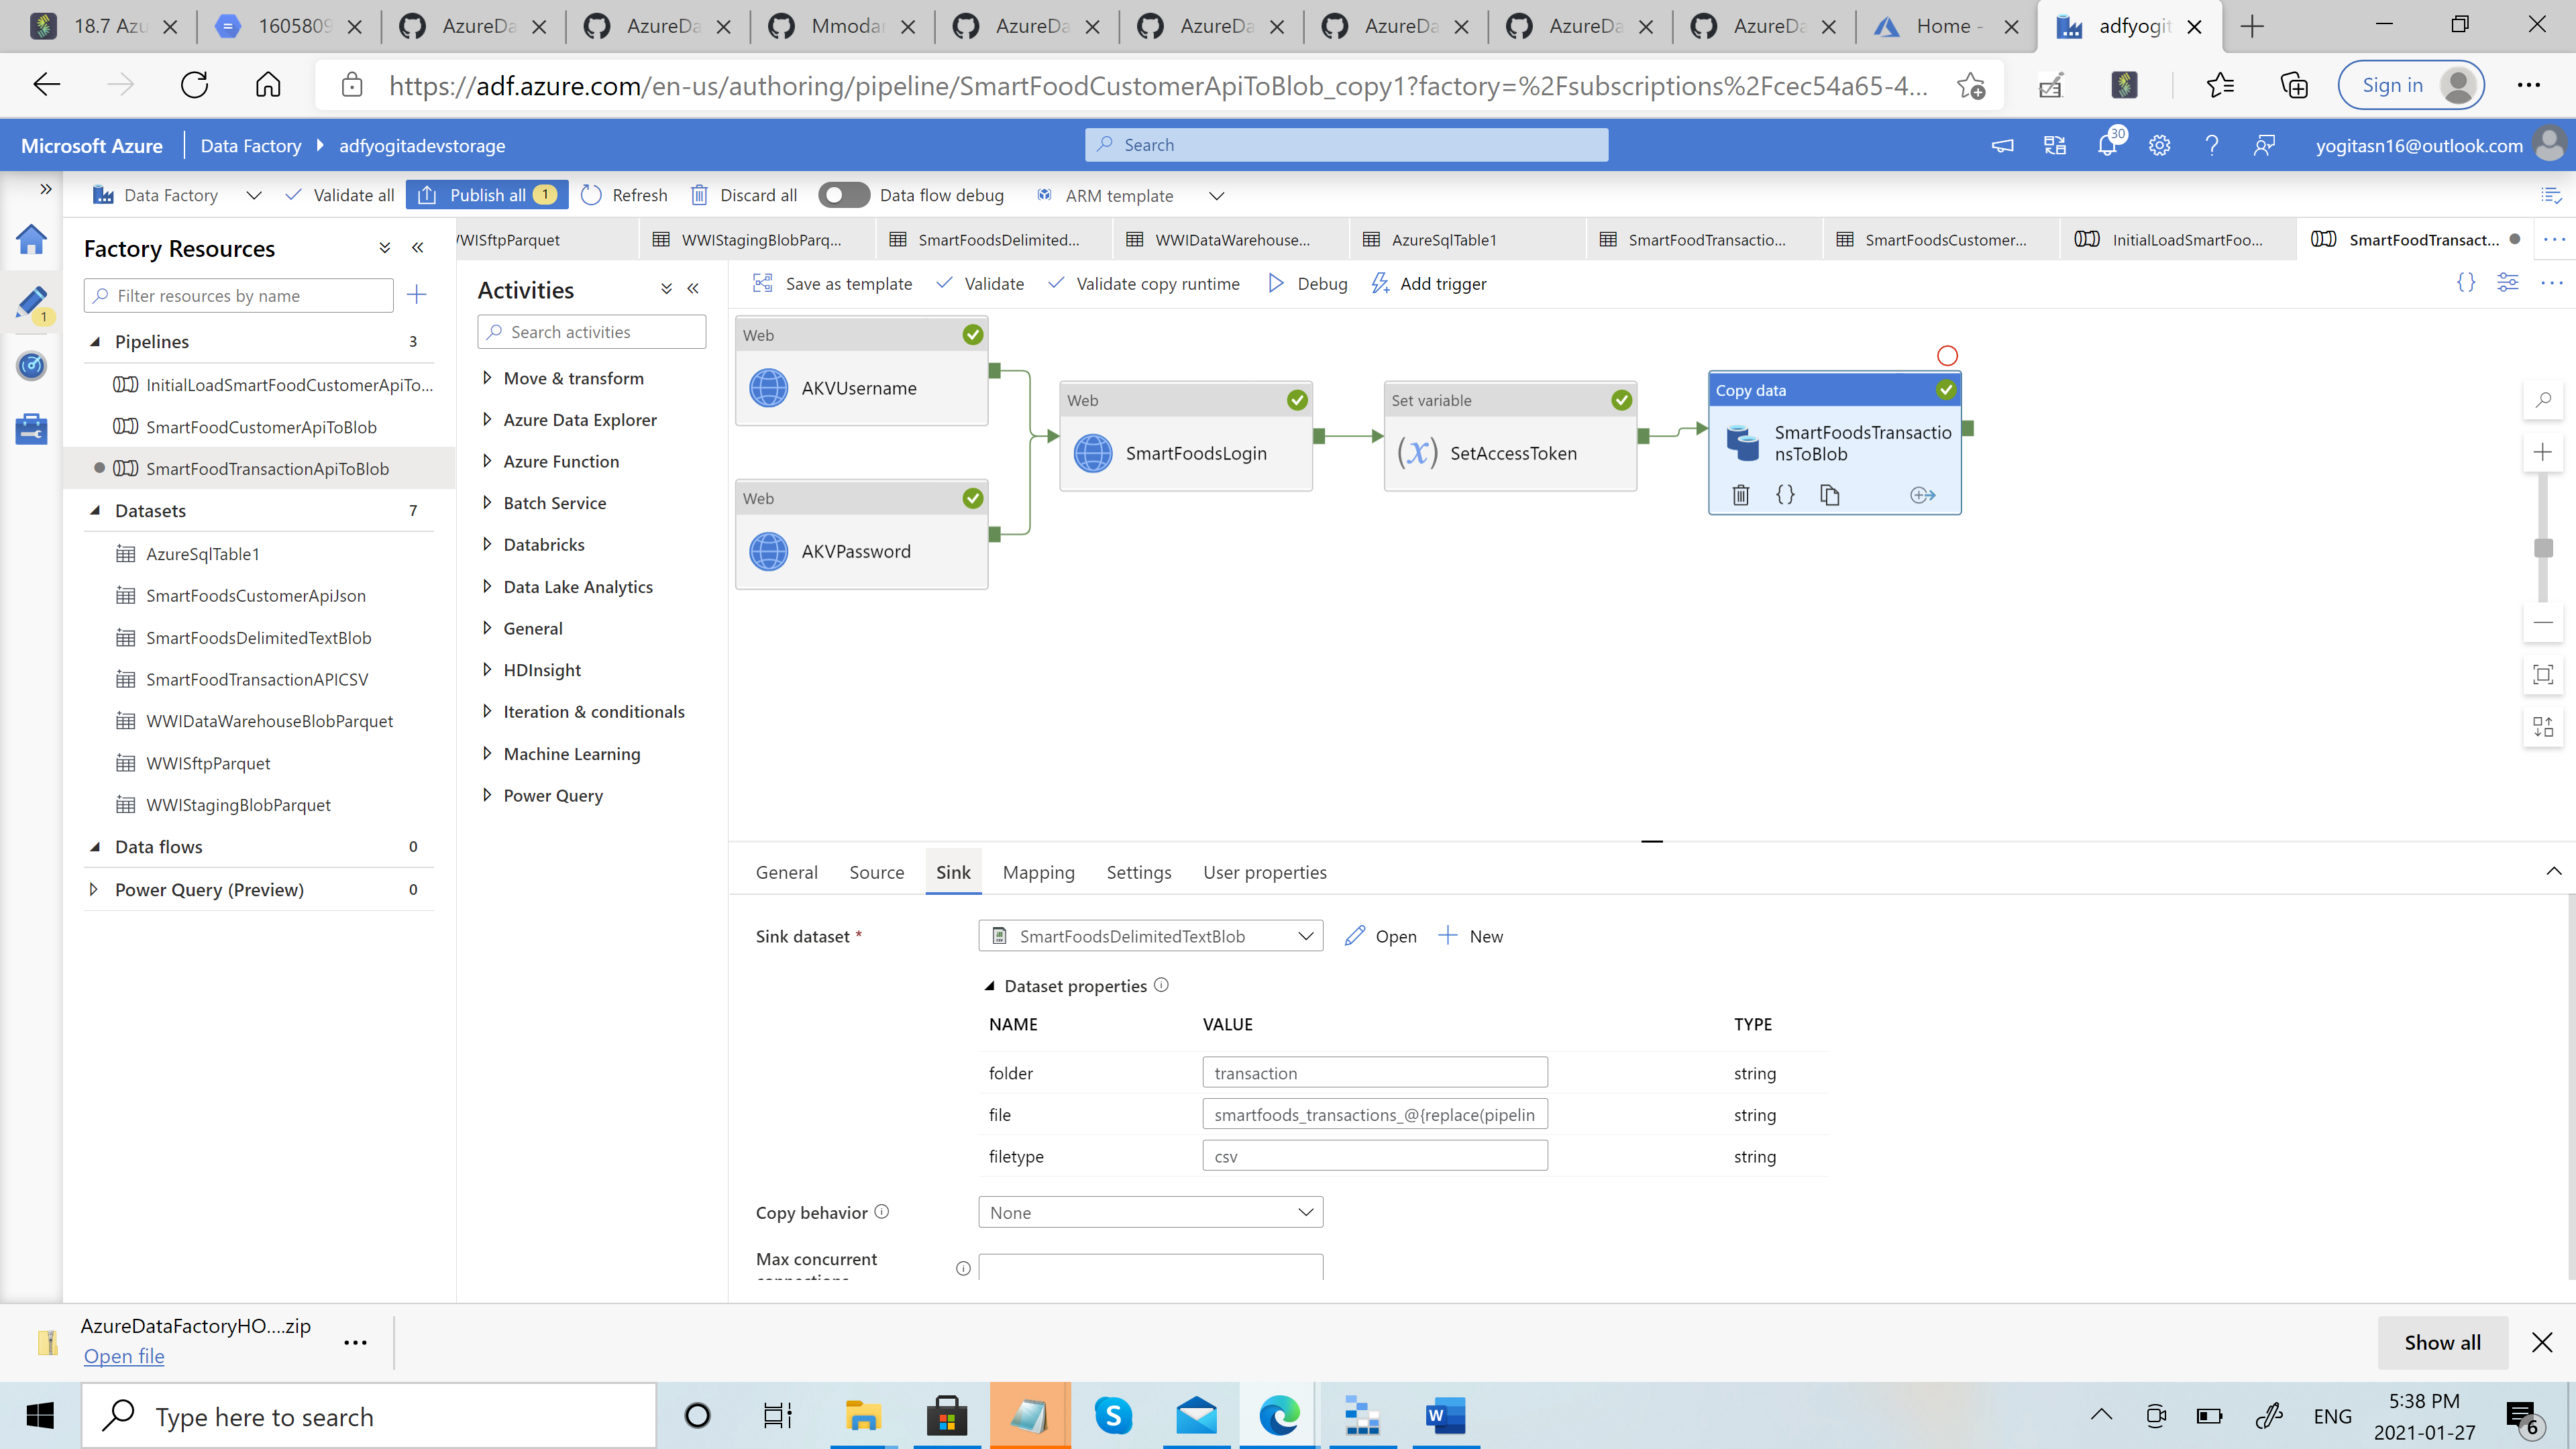 18.7 Azu
1605809
AzureDa
AzureDa
Mmodar
AzureDa
AzureDa
AzureDa
AzureDa
AzureDa
Home -
adfyogit
https://adf.azure.com/en-us/authoring/pipeline/SmartFoodCustomerApiToBlob_copy1?factory=%2Fsubscriptions%2Fcec54a65-4...
Sign in
Microsoft Azure
Data Factory
adfyogitadevstorage
Search
30
yogitasn16@outlook.com
Data Factory
Validate all
Publish all 1
Refresh
Discard all
Data flow debug
ARM template
1
Factory Resources
Filter resources by name
Pipelines 3
InitialLoadSmartFoodCustomerApiTo...
SmartFoodCustomerApiToBlob
SmartFoodTransactionApiToBlob
Datasets 7
AzureSqlTable1
SmartFoodsCustomerApiJson
SmartFoodsDelimitedTextBlob
SmartFoodTransactionAPICSV
WWIDataWarehouseBlobParquet
WWISftpParquet
WWIStagingBlobParquet
Data flows 0
Power Query (Preview) 0
WWISftpParquet
WWIStagingBlobParq...
SmartFoodsDelimited...
WWIDataWarehouse...
AzureSqlTable1
SmartFoodTransactio...
SmartFoodsCustomer...
InitialLoadSmartFoo...
SmartFoodTransact...
Activities
Search activities
Move & transform
Azure Data Explorer
Azure Function
Batch Service
Databricks
Data Lake Analytics
General
HDInsight
Iteration & conditionals
Machine Learning
Power Query
Save as template
Validate
Validate copy runtime
Debug
Add trigger
Web
AKVUsername
Web
AKVPassword
Web
SmartFoodsLogin
Set variable
(x) SetAccessToken
Copy data
SmartFoodsTransactio
nsToBlob
General
Source
Sink
Mapping
Settings
User properties
Sink dataset *
SmartFoodsDelimitedTextBlob
Open
New
Dataset properties
NAME VALUE TYPE
folder transaction string
file smartfoods_transactions_@{replace(pipelin string
filetype csv string
Copy behavior
None
Max concurrent
connections
AzureDataFactoryHO....zip
Open file
Show all
Type here to search
ENG
5:38 PM
2021-01-27
6